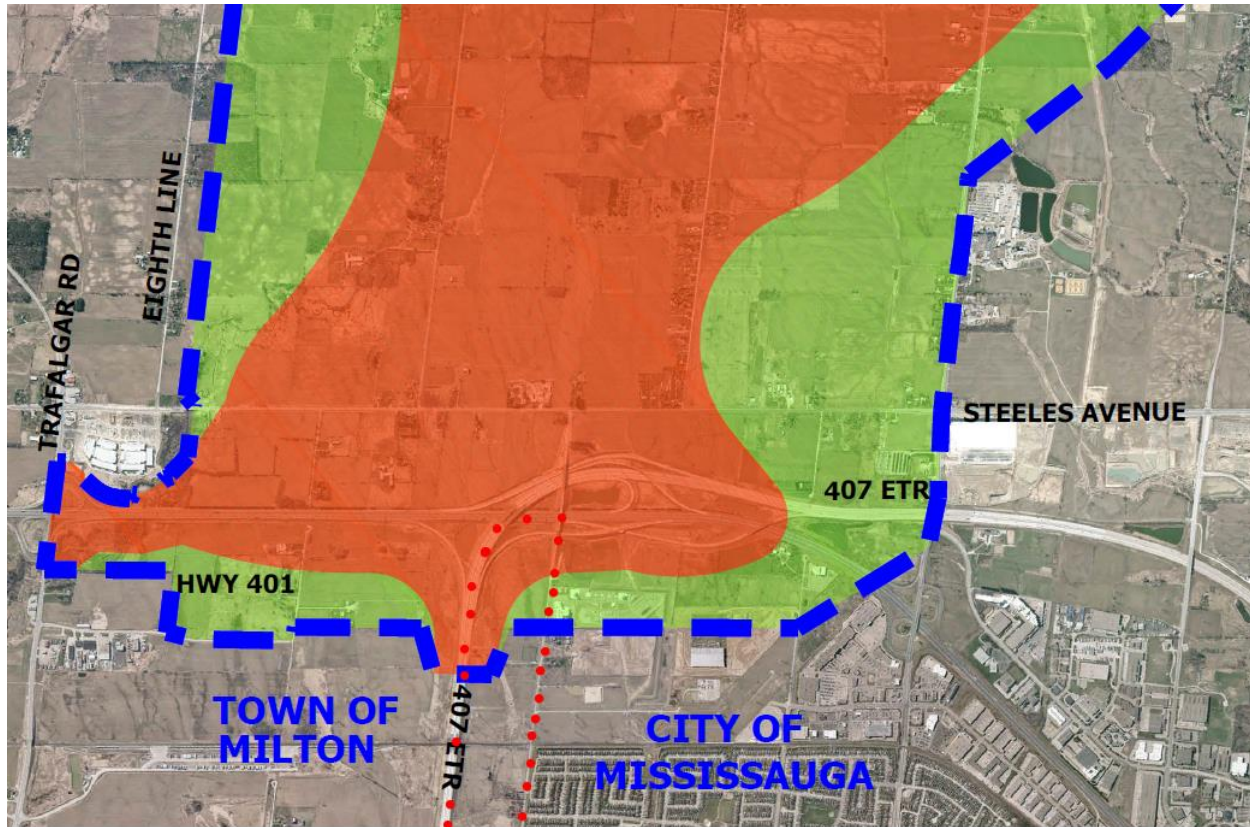 EIGHTH LINE
TRAFALGAR RD
STEELES AVENUE
407 ETR
HWY 401
TOWN OF
MILTON
407 ETR
CITY OF
MISSISSAUGA